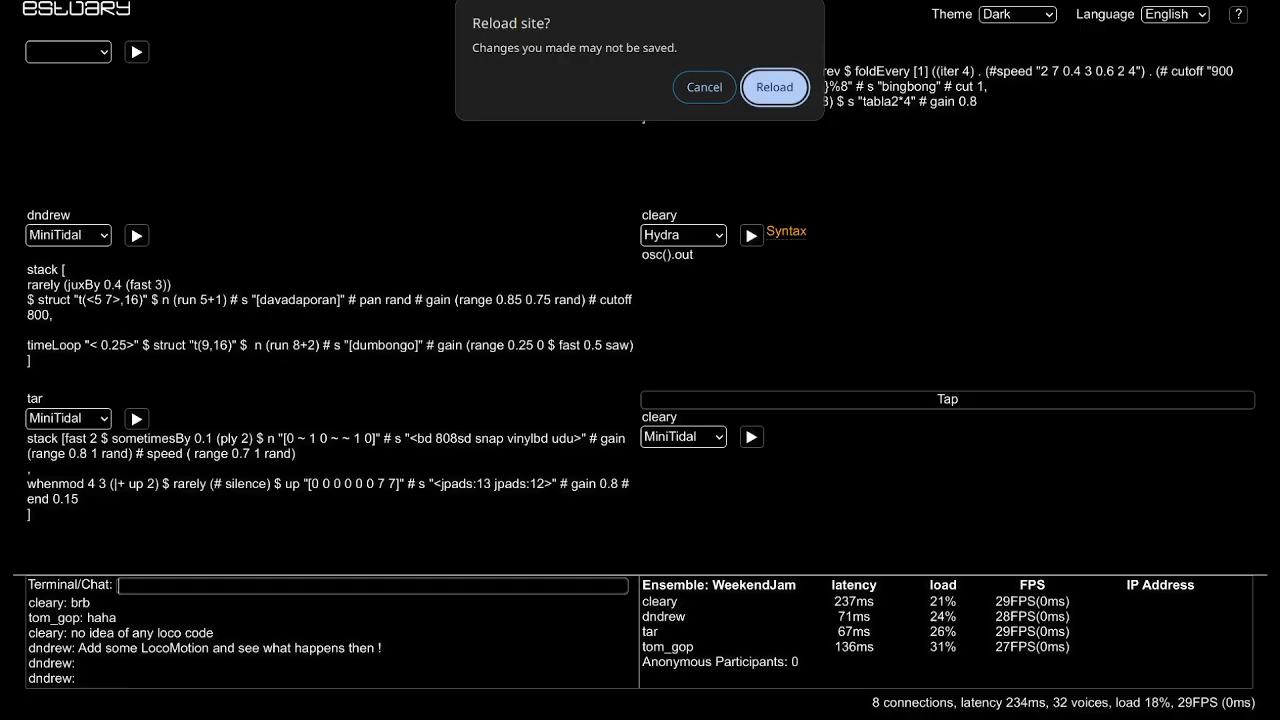 estuary
Reload site?
Changes you made may not be saved.
Cancel
Reload
Theme
Dark
Language
English
?
rev $ foldEvery [1] ((iter 4) . (#speed "2 7 0.4 3 0.6 2 4") . (# cutoff "900
}%8" # s "bingbong" # cut 1,
3) $ s "tabla2*4" # gain 0.8
]
dndrew
MiniTidal
stack [
rarely (juxBy 0.4 (fast 3))
$ struct "t(<5 7>,16)" $ n (run 5+1) # s "[davadaporan]" # pan rand # gain (range 0.85 0.75 rand) # cutoff
800,
timeLoop "< 0.25>" $ struct "t(9,16)" $  n (run 8+2) # s "[dumbongo]" # gain (range 0.25 0 $ fast 0.5 saw)
]
cleary
Hydra
Syntax
osc().out
tar
MiniTidal
stack [fast 2 $ sometimesBy 0.1 (ply 2) $ n "[0 ~ 1 0 ~ ~ 1 0]" # s "<bd 808sd snap vinylbd udu>" # gain
(range 0.8 1 rand) # speed ( range 0.7 1 rand)
,
whenmod 4 3 (|+ up 2) $ rarely (# silence) $ up "[0 0 0 0 0 0 7 7]" # s "<jpads:13 jpads:12>" # gain 0.8 #
end 0.15
]
Tap
cleary
MiniTidal
Terminal/Chat:
cleary: brb
tom_gop: haha
cleary: no idea of any loco code
dndrew: Add some LocoMotion and see what happens then !
dndrew:
dndrew:
Ensemble: WeekendJam latency load FPS IP Address
cleary 237ms 21% 29FPS(0ms)
dndrew 71ms 24% 28FPS(0ms)
tar 67ms 26% 29FPS(0ms)
tom_gop 136ms 31% 27FPS(0ms)
Anonymous Participants: 0
8 connections, latency 234ms, 32 voices, load 18%, 29FPS (0ms)